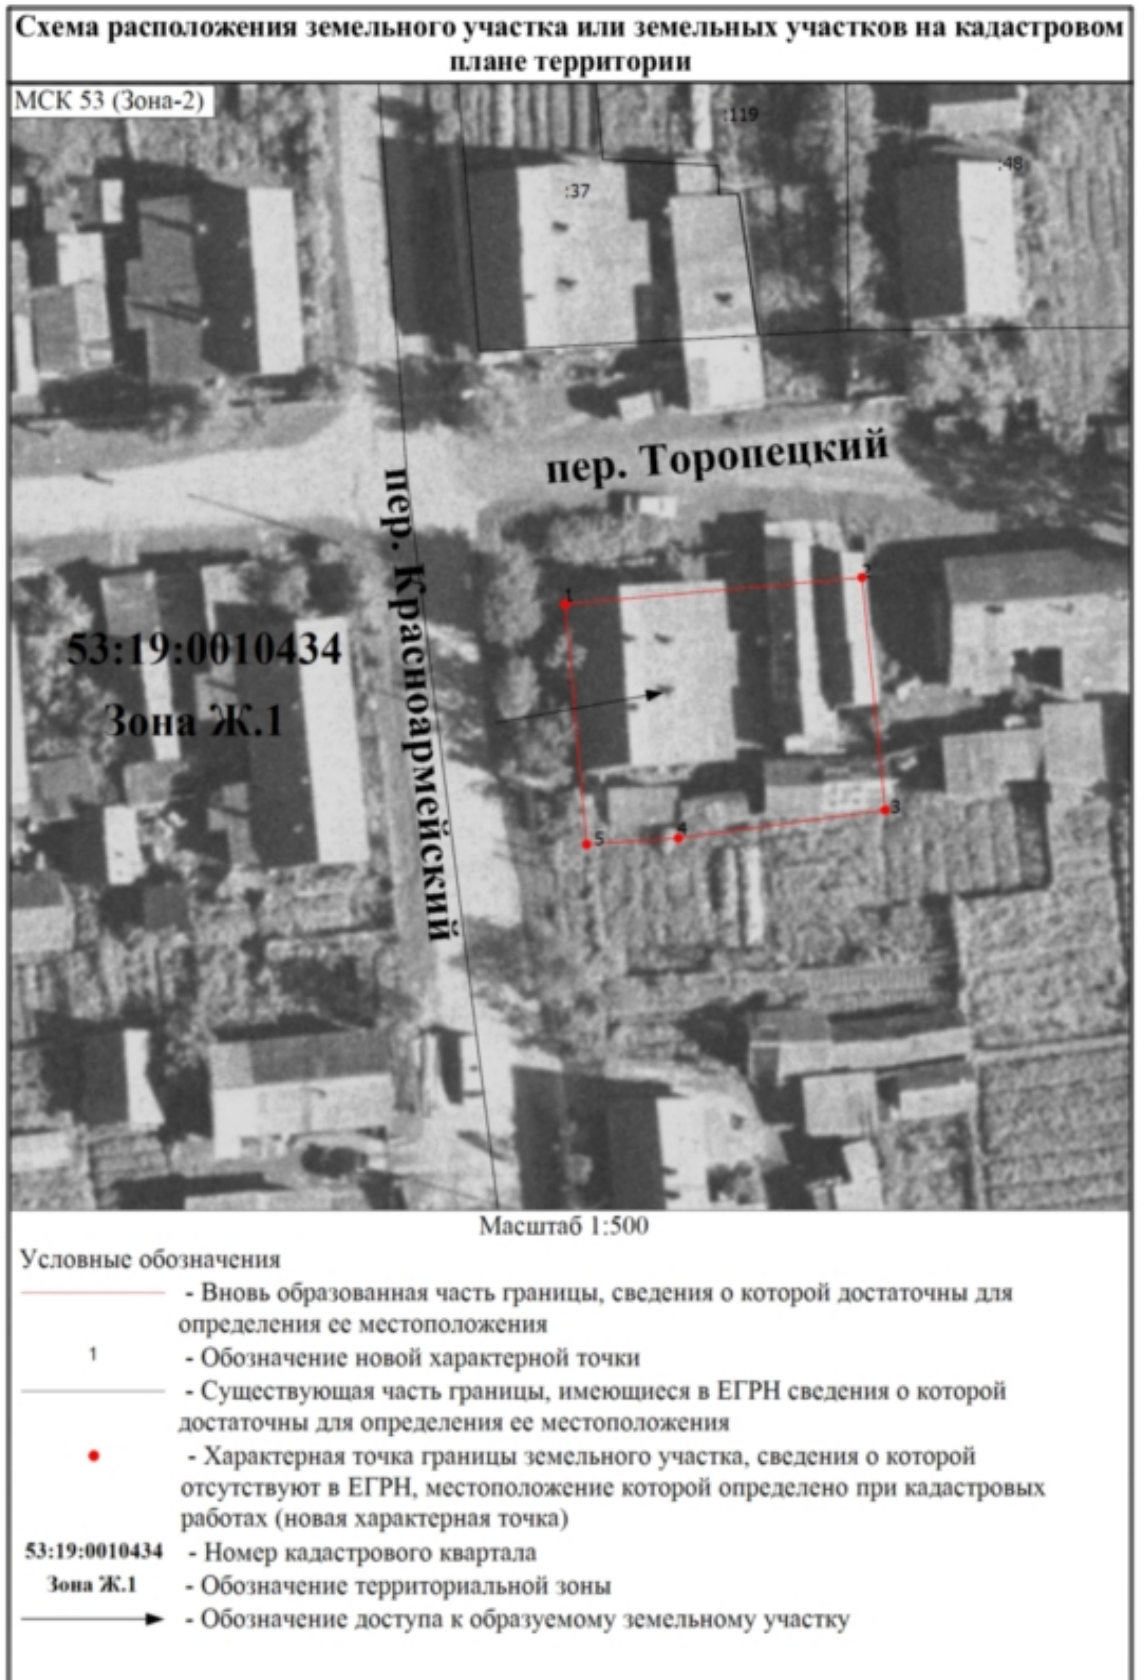 Схема расположения земельного участка или земельных участков на кадастровом
плане территории
МСК 53 (Зона-2)
:119
:48
:37
пер. Торопецкий
пер. Красноармейский
1
2
53:19:0010434
Зона Ж.1
3
4
5
Масштаб 1:500
Условные обозначения
- Вновь образованная часть границы, сведения о которой достаточны для
определения ее местоположения
1 - Обозначение новой характерной точки
- Существующая часть границы, имеющиеся в ЕГРН сведения о которой
достаточны для определения ее местоположения
- Характерная точка границы земельного участка, сведения о которой
отсутствуют в ЕГРН, местоположение которой определено при кадастровых
работах (новая характерная точка)
53:19:0010434 - Номер кадастрового квартала
Зона Ж.1 - Обозначение территориальной зоны
- Обозначение доступа к образуемому земельному участку